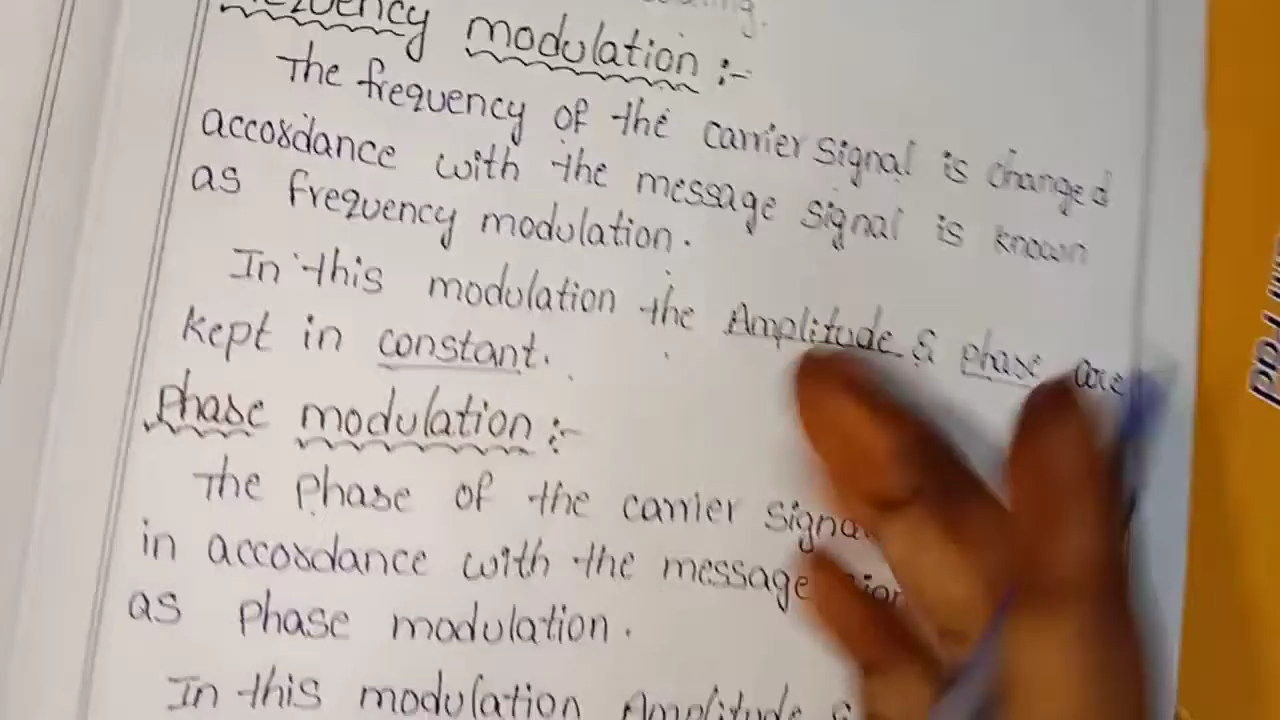 modulation :-
The frequency of the carrier signal is changed
accordance with the message signal is known
as frequency modulation.
In this modulation the Amplitude & phase are
kept in constant.
Phase modulation :-
The Phase of the carrier
in accordance with the message
as Phase modulation.
In this modulation Amplitude &